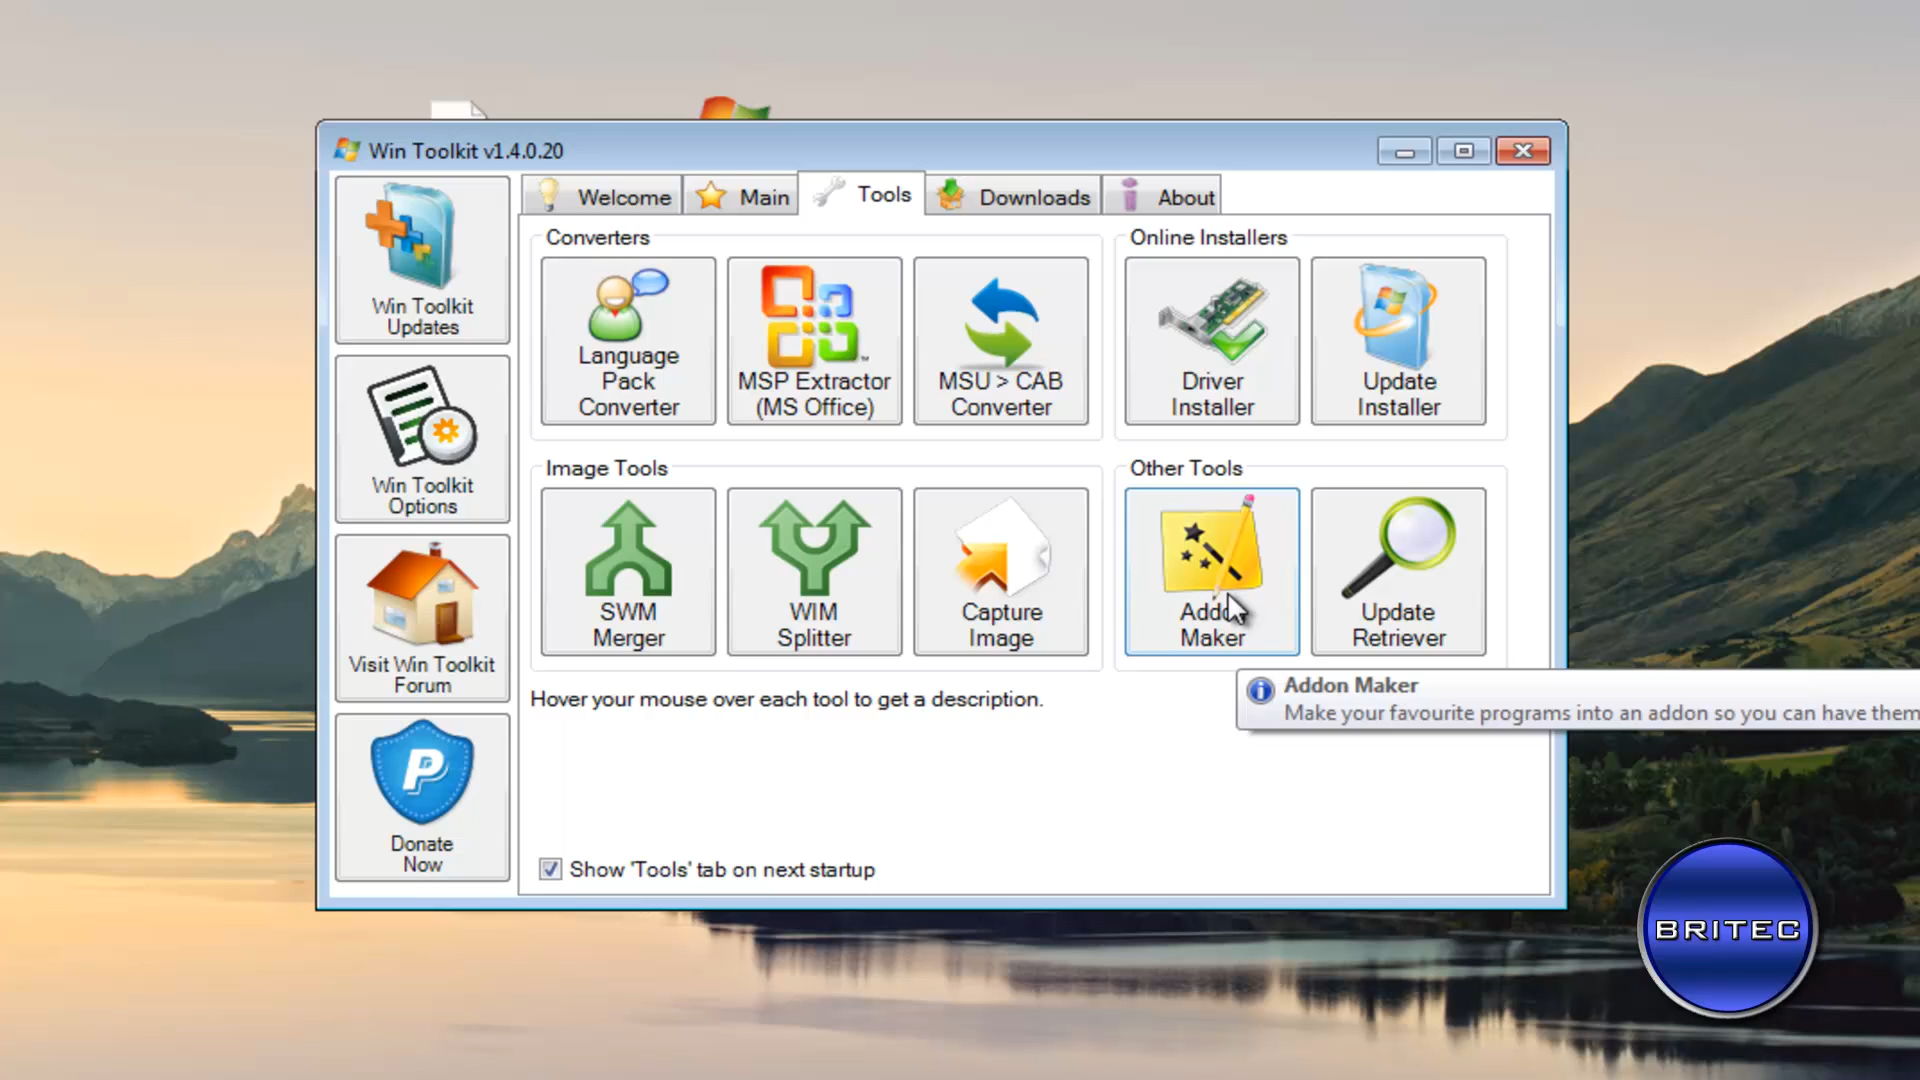 Win Toolkit v1.4.0.20
Win Toolkit
Updates
Win Toolkit
Options
Visit Win Toolkit
Forum
Donate
Now
Welcome
Main
Tools
Downloads
About
Converters
Language
Pack
Converter
MSP Extractor
(MS Office)
MSU > CAB
Converter
Online Installers
Driver
Installer
Update
Installer
Image Tools
SWM
Merger
WIM
Splitter
Capture
Image
Other Tools
Maker
Update
Retriever
Hover your mouse over each tool to get a description.
Addon Maker
Make your favourite programs into an addon so you can have them
Show 'Tools' tab on next startup
BRITEC